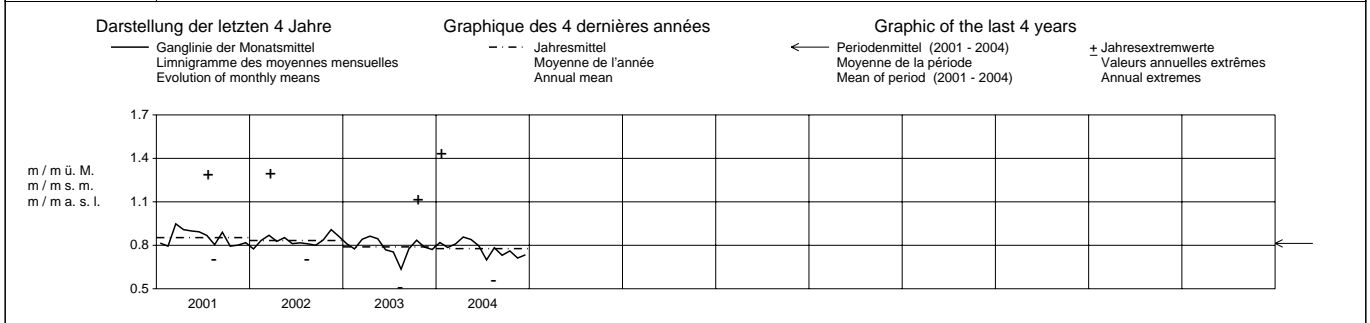 Darstellung der letzten 4 Jahre Graphique des 4 dernières années Graphic of the last 4 years
Ganglinie der Monatsmittel Jahresmittel Periodenmittel (2001 - 2004) Jahresextremwerte
Limnigramme des moyennes mensuelles Moyenne de l'année Moyenne de la période Valeurs annuelles extrêmes
Evolution of monthly means Annual mean Mean of period (2001 - 2004) Annual extremes
1.7
1.4
m / m ü. M.
m / m s. m.
m / m a. s. l.
1.1
0.8
0.5
2001 2002 2003 2004